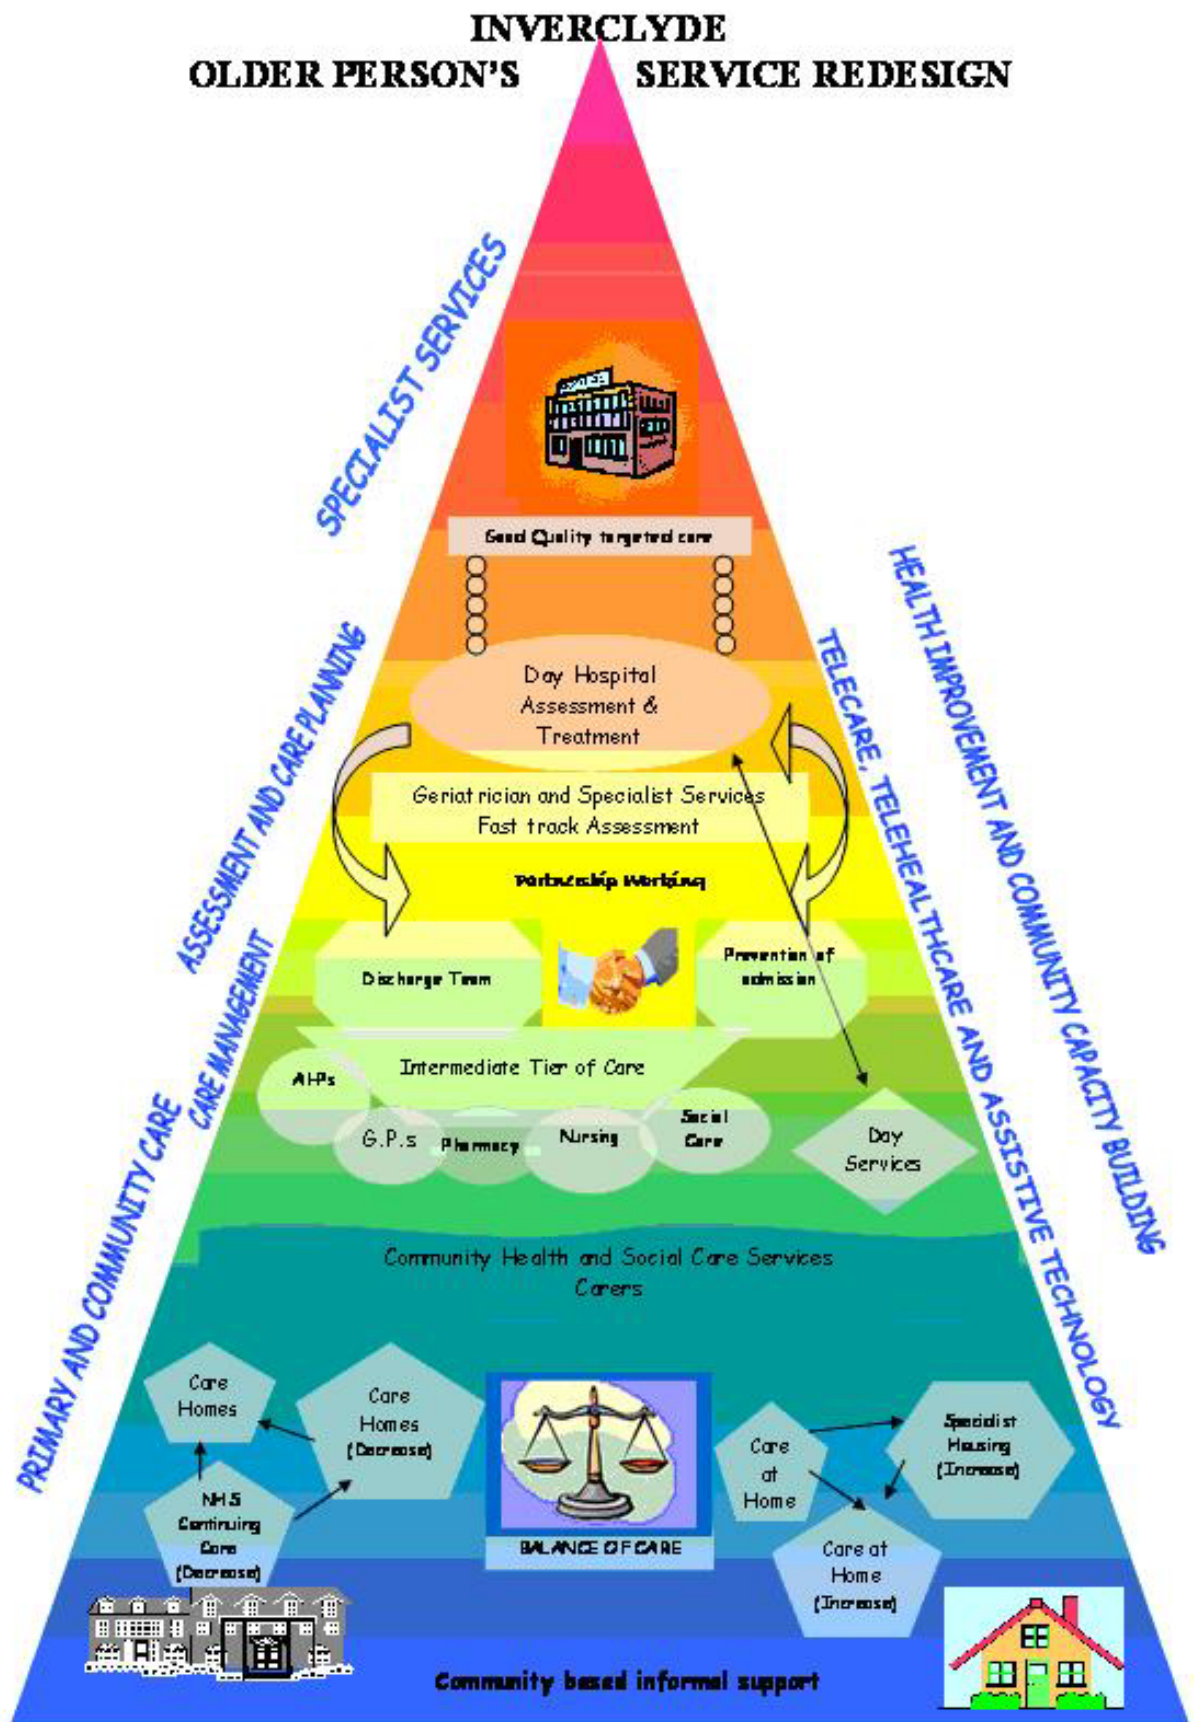 INVERCLYDE
OLDER PERSON'S SERVICE REDESIGN
SPECIALIST SERVICES
Good Quality targeted care
HEALTH IMPROVEMENT AND COMMUNITY CAPACITY BUILDING
TELECARE, TELEHEALTHCARE AND ASSISTIVE TECHNOLOGY
ASSESSMENT AND CARE PLANNING
Day Hospital
Assessment &
Treatment
Geriatrician and Specialist Services
Fast track Assessment
Partnership Working
CARE MANAGEMENT
Discharge Team
Prevention of
admission
Intermediate Tier of Care
AHPs
G.P.s
Pharmacy
Nursing
Social
Care
Day
Services
PRIMARY AND COMMUNITY CARE
Community Health and Social Care Services
Carers
Care
Homes
Care
Homes
(Decrease)
NHS
Continuing
Care
(Decrease)
BALANCE OF CARE
Care
at
Home
Specialist
Housing
(Increase)
Care at
Home
(Increase)
Community based informal support